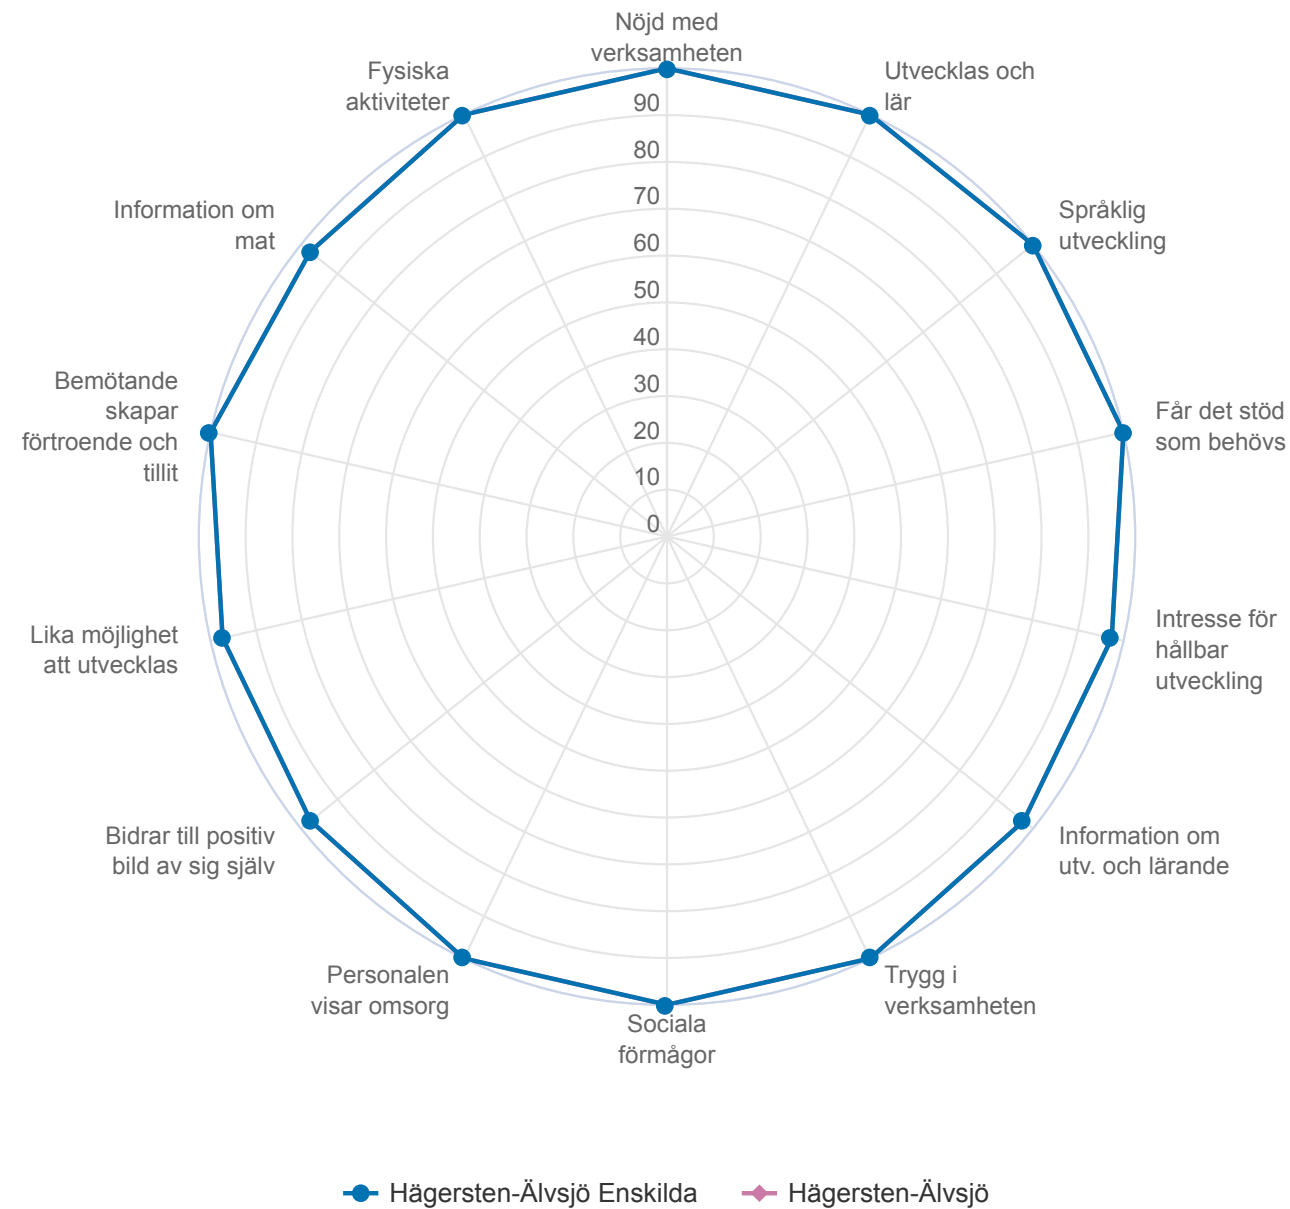 Nöjd med
verksamheten
Utvecklas och
lär
Språklig
utveckling
Får det stöd
som behövs
Intresse för
hållbar
utveckling
Information om
utv. och lärande
Trygg i
verksamheten
Sociala
förmågor
Personalen
visar omsorg
Bidrar till positiv
bild av sig själv
Lika möjlighet
att utvecklas
Bemötande
skapar
förtroende och
tillit
Information om
mat
Fysiska
aktiviteter
90
80
70
60
50
40
30
20
10
0
Hägersten-Älvsjö Enskilda
Hägersten-Älvsjö